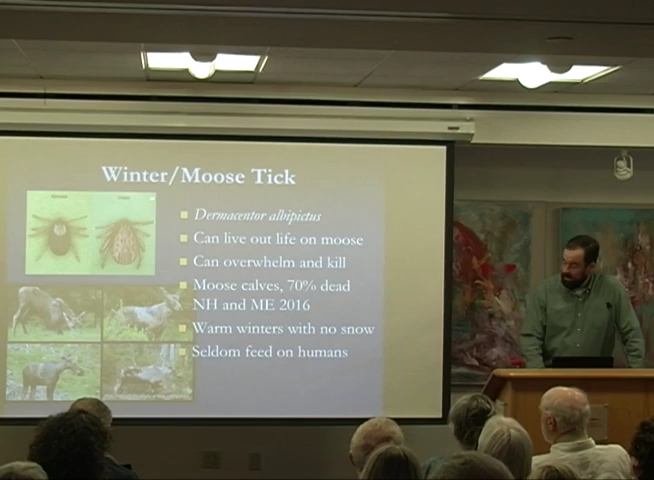 Winter/Moose Tick
Dermacentor albipictus
Can live out life on moose
Can overwhelm and kill
Moose calves, 70% dead
NH and ME 2016
Warm winters with no snow
Seldom feed on humans